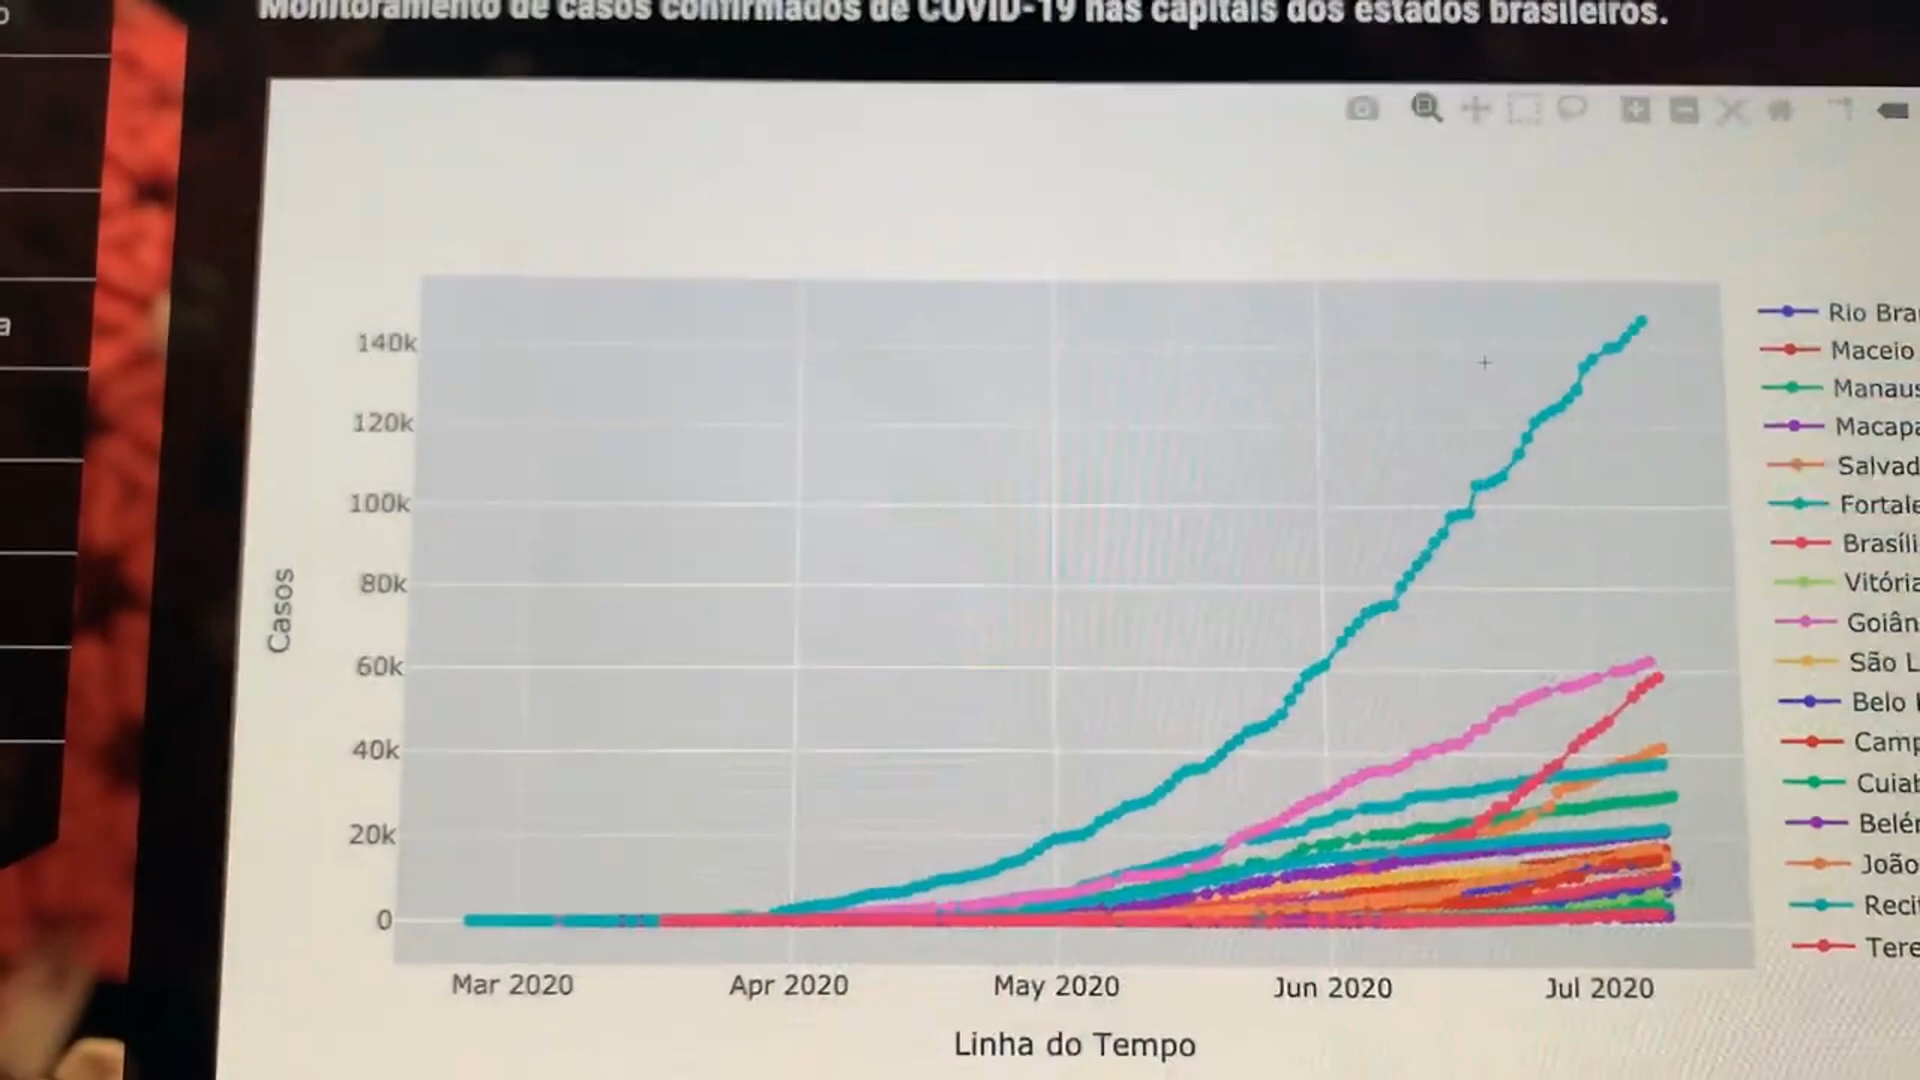 Monitoramento de casos confirmados de COVID-19 nas capitais dos estados brasileiros.
140k
120k
100k
80k
60k
40k
20k
0
Casos
Mar 2020
Apr 2020
May 2020
Jun 2020
Jul 2020
Linha do Tempo
Rio Bra
Maceio
Manaus
Macapa
Salvad
Fortale
Brasíli
Vitória
Goiân
São L
Belo
Camp
Cuiab
Belém
João
Recif
Tere